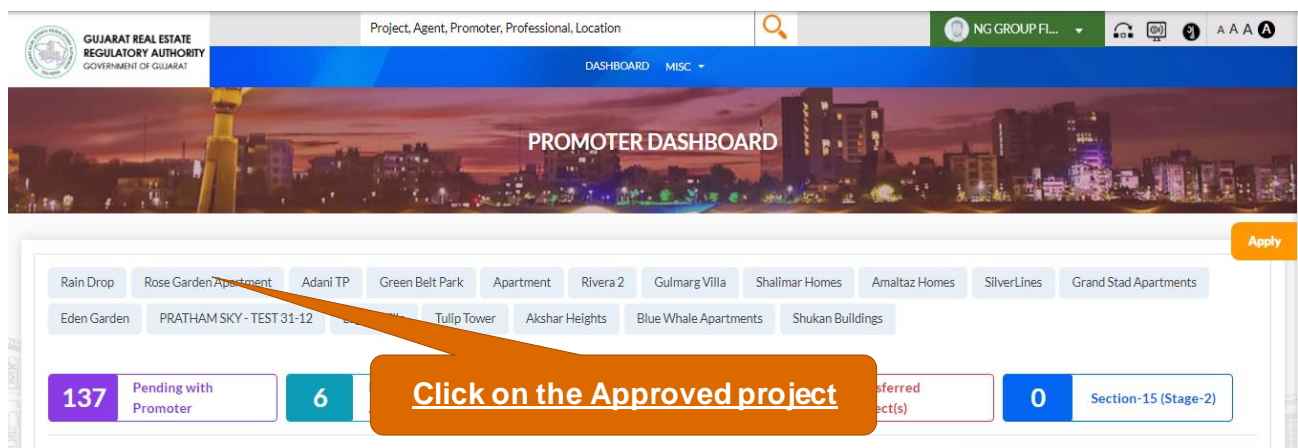 GUJARAT REAL ESTATE
REGULATORY AUTHORITY
GOVERNMENT OF GUJARAT
Project, Agent, Promoter, Professional, Location
NG GROUP FI...
A A A A
DASHBOARD MISC
PROMOTER DASHBOARD
Apply
Rain Drop Rose Garden Apartment Adani TP Green Belt Park Apartment Rivera 2 Gulmarg Villa Shalimar Homes Amaltaz Homes SilverLines Grand Stad Apartments
Eden Garden PRATHAM SKY - TEST 31-12 Tulip Tower Akshar Heights Blue Whale Apartments Shukan Buildings
137 Pending with
Promoter
6
Click on the Approved project
sferred
ect(s)
0 Section-15 (Stage-2)